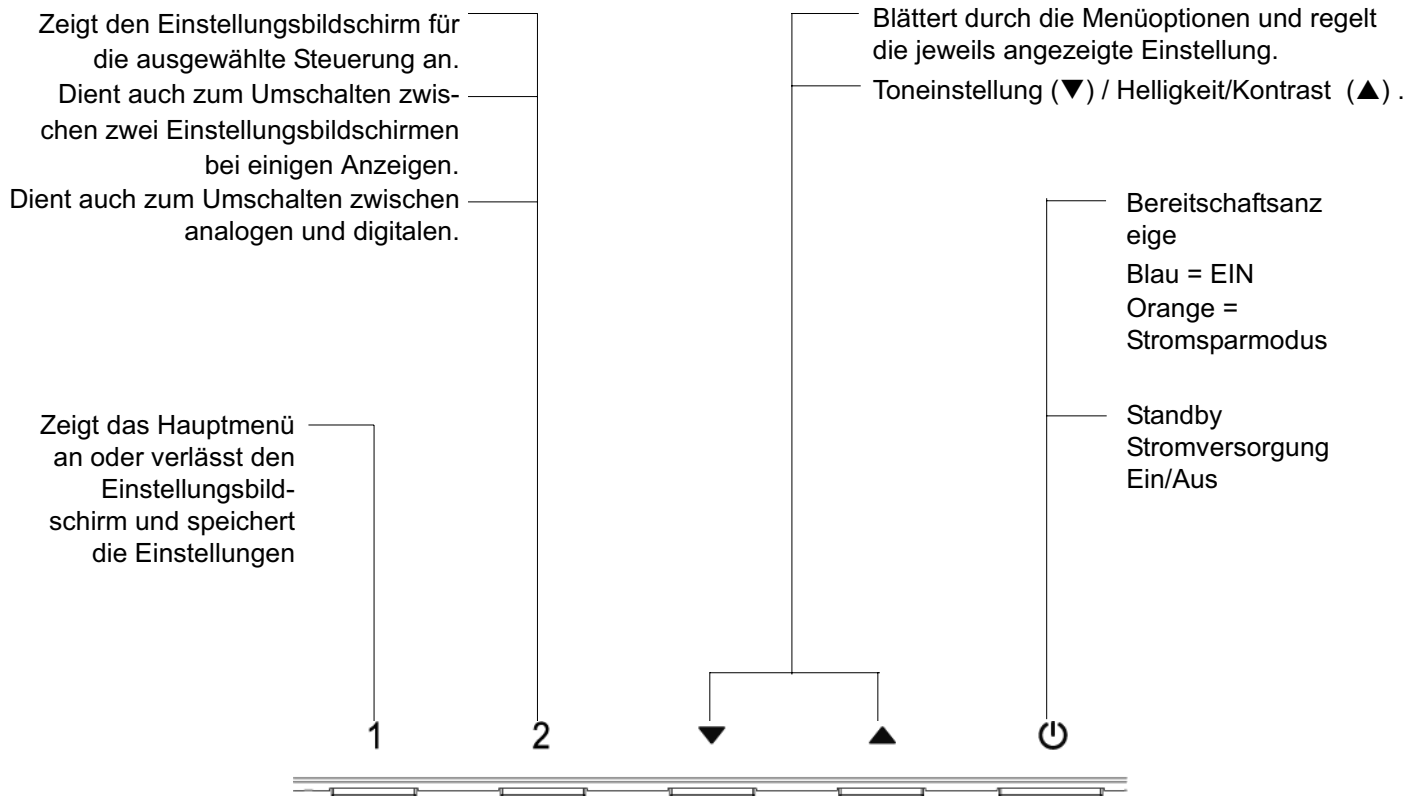 Zeigt den Einstellungsbildschirm für
die ausgewählte Steuerung an.
Dient auch zum Umschalten zwis-
chen zwei Einstellungsbildschirmen
bei einigen Anzeigen.
Dient auch zum Umschalten zwischen
analogen und digitalen.
Zeigt das Hauptmenü
an oder verlässt den
Einstellungsbild-
schirm und speichert
die Einstellungen
Blättert durch die Menüoptionen und regelt
die jeweils angezeigte Einstellung.
Toneinstellung (▼) / Helligkeit/Kontrast (▲) .
Bereitschaftsanz
eige
Blau = EIN
Orange =
Stromsparmodus
Standby
Stromversorgung
Ein/Aus
1 2 ▼ ▲ ⏻